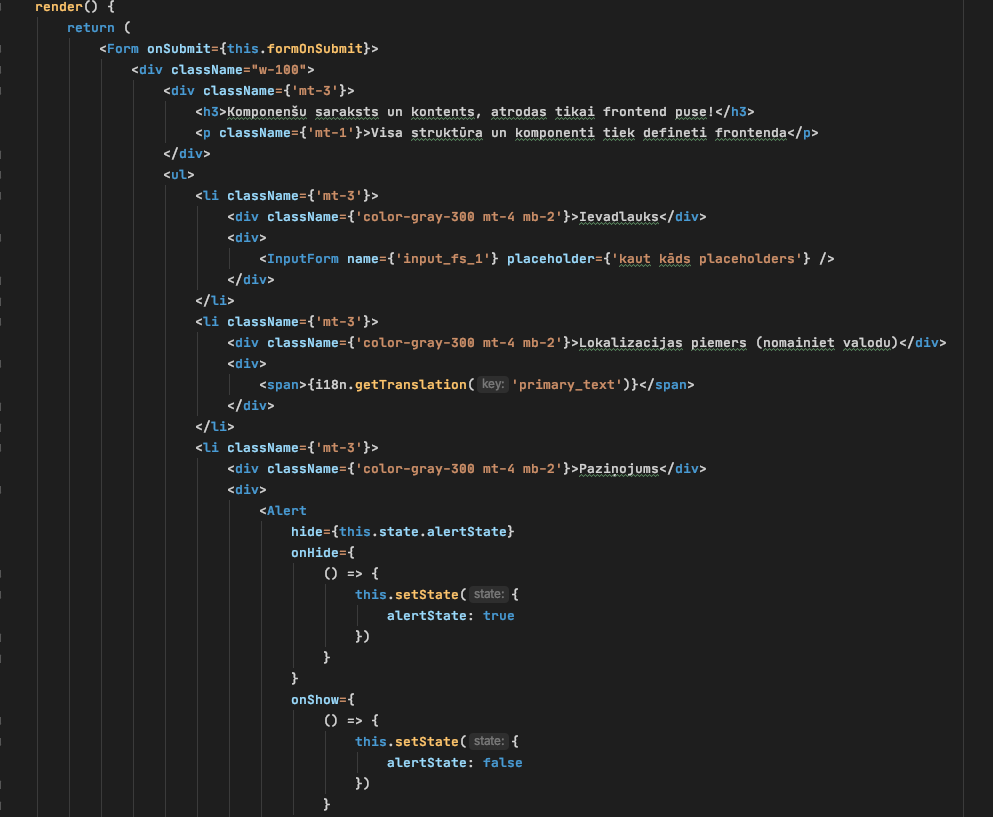 render() {
return (
<Form onSubmit={this.formOnSubmit}>
<div className="w-100">
<div className={'mt-3'}>
<h3>Komponenšu saraksts un kontents, atrodas tikai frontend puse!</h3>
<p className={'mt-1'}>Visa struktūra un komponenti tiek defineti frontenda</p>
</div>
<ul>
<li className={'mt-3'}>
<div className={'color-gray-300 mt-4 mb-2'}>Ievadlauks</div>
<div>
<InputForm name={'input_fs_1'} placeholder={'kaut kāds placeholders'} />
</div>
</li>
<li className={'mt-3'}>
<div className={'color-gray-300 mt-4 mb-2'}>Lokalizacijas piemers (nomainiet valodu)</div>
<div>
<span>{i18n.getTranslation( key: 'primary_text')}</span>
</div>
</li>
<li className={'mt-3'}>
<div className={'color-gray-300 mt-4 mb-2'}>Paziņojums</div>
<div>
<Alert
hide={this.state.alertState}
onHide={
() => {
this.setState( state: {
alertState: true
})
}
}
onShow={
() => {
this.setState( state: {
alertState: false
})
}